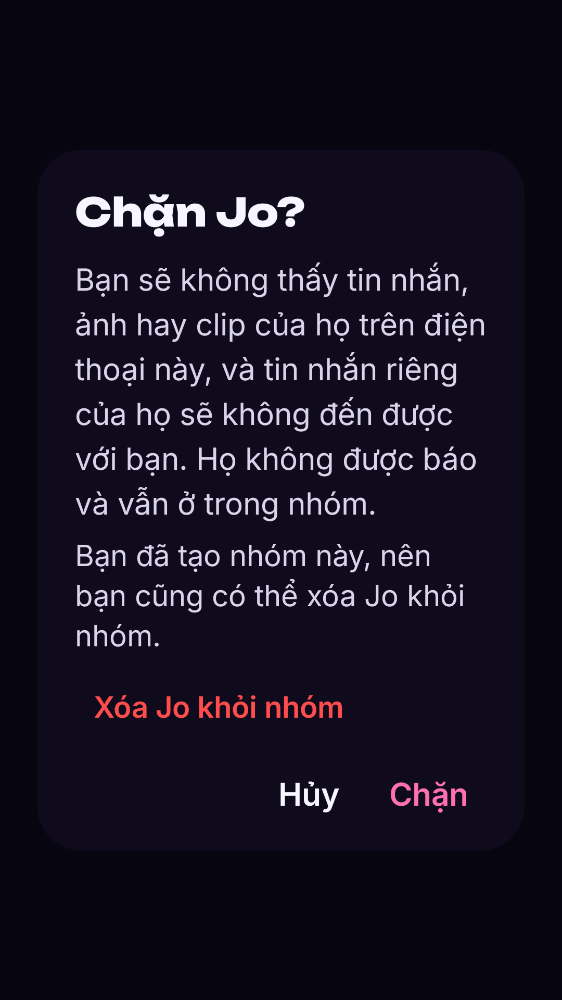 Chặn Jo?
Bạn sẽ không thấy tin nhắn,
ảnh hay clip của họ trên điện
thoại này, và tin nhắn riêng
của họ sẽ không đến được
với bạn. Họ không được báo
và vẫn ở trong nhóm.
Bạn đã tạo nhóm này, nên
bạn cũng có thể xóa Jo khỏi
nhóm.
Xóa Jo khỏi nhóm
Hủy
Chặn